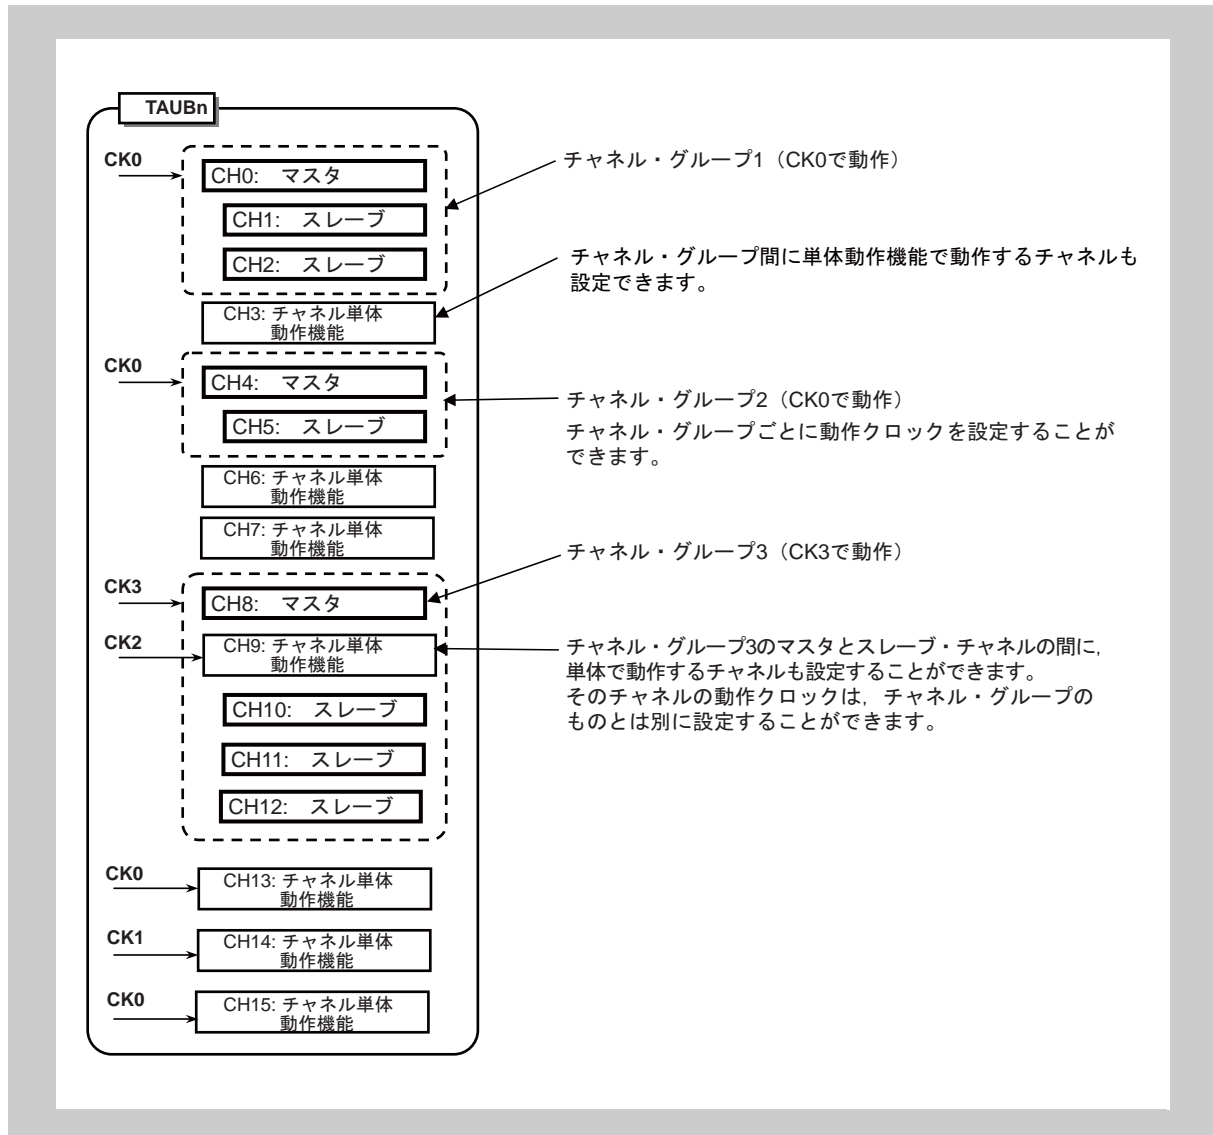 TAUBn
CK0
CH0: マスタ
CH1: スレーブ
CH2: スレーブ
チャネル・グループ1（CK0で動作）
チャネル・グループ間に単体動作機能で動作するチャネルも
設定できます。
CH3: チャネル単体
動作機能
CK0
CH4: マスタ
CH5: スレーブ
チャネル・グループ2（CK0で動作）
チャネル・グループごとに動作クロックを設定することが
できます。
CH6: チャネル単体
動作機能
CH7: チャネル単体
動作機能
チャネル・グループ3（CK3で動作）
CK3
CH8: マスタ
CK2
CH9: チャネル単体
動作機能
チャネル・グループ3のマスタとスレーブ・チャネルの間に，
単体で動作するチャネルも設定することができます。
そのチャネルの動作クロックは，チャネル・グループの
ものとは別に設定することができます。
CH10: スレーブ
CH11: スレーブ
CH12: スレーブ
CK0
CH13: チャネル単体
動作機能
CK1
CH14: チャネル単体
動作機能
CK0
CH15: チャネル単体
動作機能